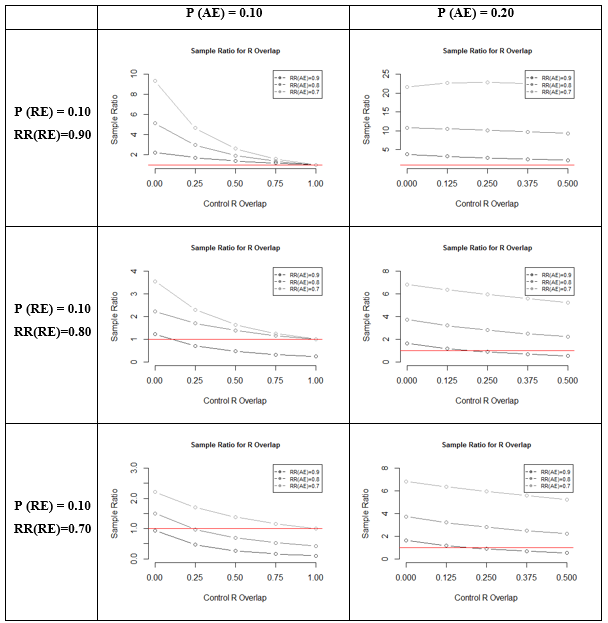 P (AE) = 0.10
P (AE) = 0.20
P (RE) = 0.10
RR(RE)=0.90
Sample Ratio for R Overlap
RR(AE)=0.9
RR(AE)=0.8
RR(AE)=0.7
Sample Ratio
10
8
6
4
2
0.00 0.25 0.50 0.75 1.00
Control R Overlap
Sample Ratio for R Overlap
RR(AE)=0.9
RR(AE)=0.8
RR(AE)=0.7
Sample Ratio
25
20
15
10
5
0.00 0.125 0.250 0.375 0.500
Control R Overlap
P (RE) = 0.10
RR(RE)=0.80
Sample Ratio for R Overlap
RR(AE)=0.9
RR(AE)=0.8
RR(AE)=0.7
Sample Ratio
4
3
2
1
0
0.00 0.25 0.50 0.75 1.00
Control R Overlap
Sample Ratio for R Overlap
RR(AE)=0.9
RR(AE)=0.8
RR(AE)=0.7
Sample Ratio
8
6
4
2
0
0.000 0.125 0.250 0.375 0.500
Control R Overlap
P (RE) = 0.10
RR(RE)=0.70
Sample Ratio for R Overlap
RR(AE)=0.9
RR(AE)=0.8
RR(AE)=0.7
Sample Ratio
3.0
2.0
1.0
0.0
0.00 0.25 0.50 0.75 1.00
Control R Overlap
Sample Ratio for R Overlap
RR(AE)=0.9
RR(AE)=0.8
RR(AE)=0.7
Sample Ratio
8
6
4
2
0
0.000 0.125 0.250 0.375 0.500
Control R Overlap